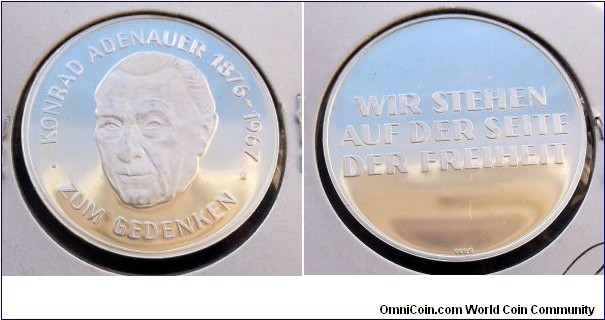 KONRAD ADENAUER 1876-1967
ZUM GEDENKEN
WIR STEHEN
AUF DER SEITE
DER FREIHEIT
OmniCoin.com World Coin Community